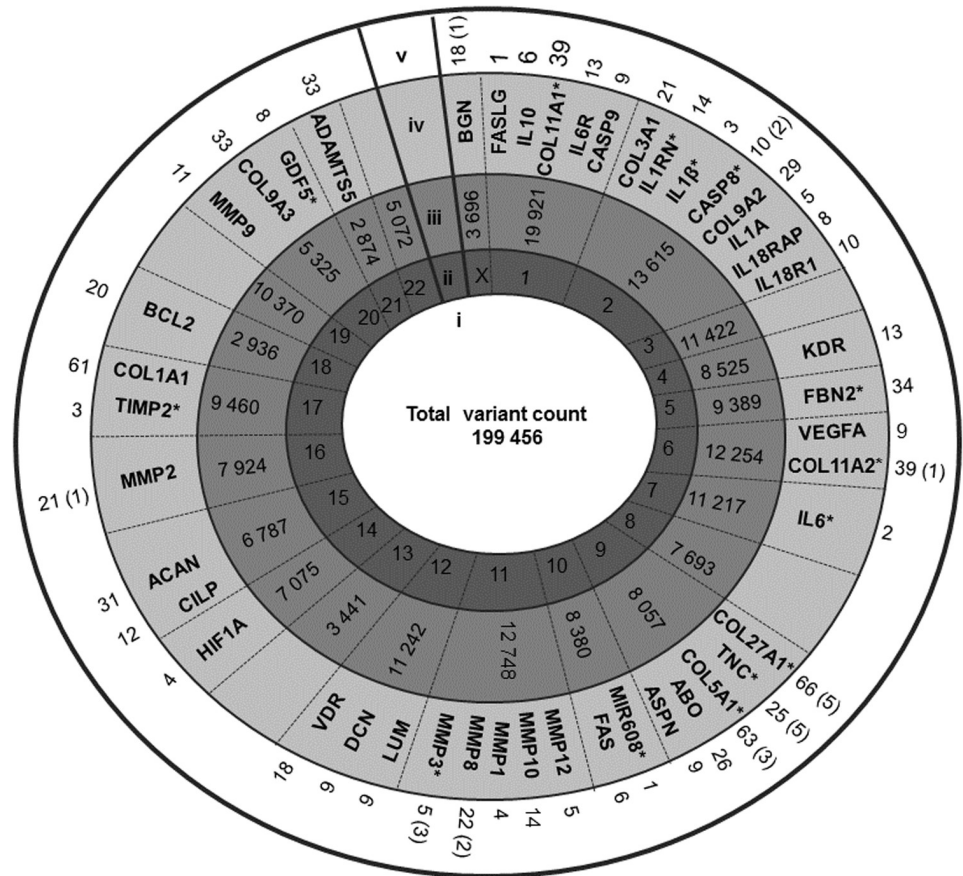 Total variant count
199 456
i
ii
iii
iv
v
X
1
2
3
4
5
6
7
8
9
10
11
12
13
14
15
16
17
18
19
20
21
22
3 696
19 921
13 615
11 422
8 525
9 389
12 254
11 217
7 693
8 057
8 380
12 748
11 242
3 441
7 075
6 787
7 924
9 460
2 936
10 370
5 325
2 874
5 072
BGN
FASLG
IL10
COL11A1*
IL6R
CASP9
COL3A1
IL1RN*
IL1β*
CASP8*
COL9A2
IL1A
IL18RAP
IL18R1
KDR
FBN2*
VEGFA
COL11A2*
IL6*
COL27A1*
TNC*
COL5A1*
ABO
ASPN
MIR608*
FAS
MMP12
MMP10
MMP1
MMP8
MMP3*
LUM
DCN
VDR
HIF1A
CILP
ACAN
MMP2
TIMP2*
COL1A1
BCL2
MMP9
COL9A3
GDF5*
ADAMTS5
18 (1)
1
6
39
13
9
21
14
3
10 (2)
29
5
8
10
13
34
9
39 (1)
2
66 (5)
25 (5)
63 (3)
26
9
1
6
5
14
4
22 (2)
5 (3)
6
6
18
4
12
31
21 (1)
3
61
20
11
33
8
33